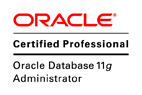 ORACLE
Certified Professional
Oracle Database 11g
Administrator